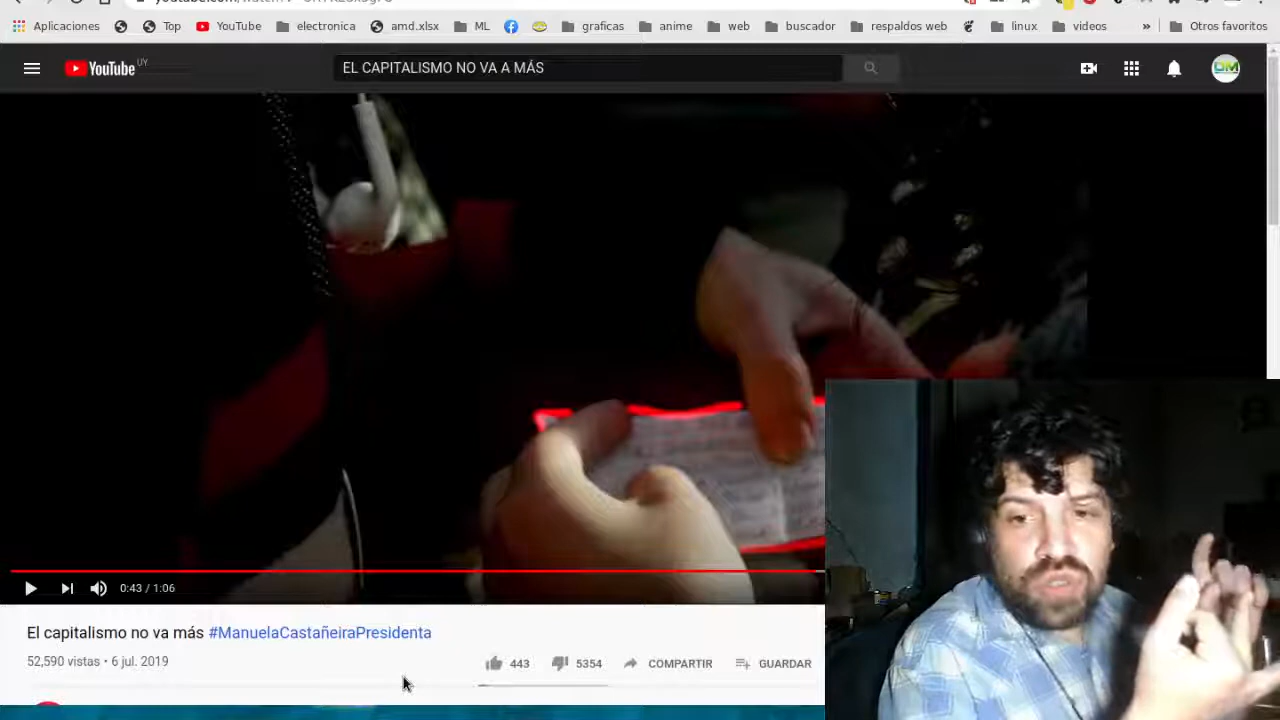 Aplicaciones Top YouTube electronica amd.xlsx ML graficas anime web buscador respaldos web linux videos » Otros favoritos
YouTube UY
EL CAPITALISMO NO VA A MÁS
DM
0:43 / 1:06
El capitalismo no va más #ManuelaCastañeiraPresidenta
52,590 vistas • 6 jul. 2019
443 5354 COMPARTIR GUARDAR